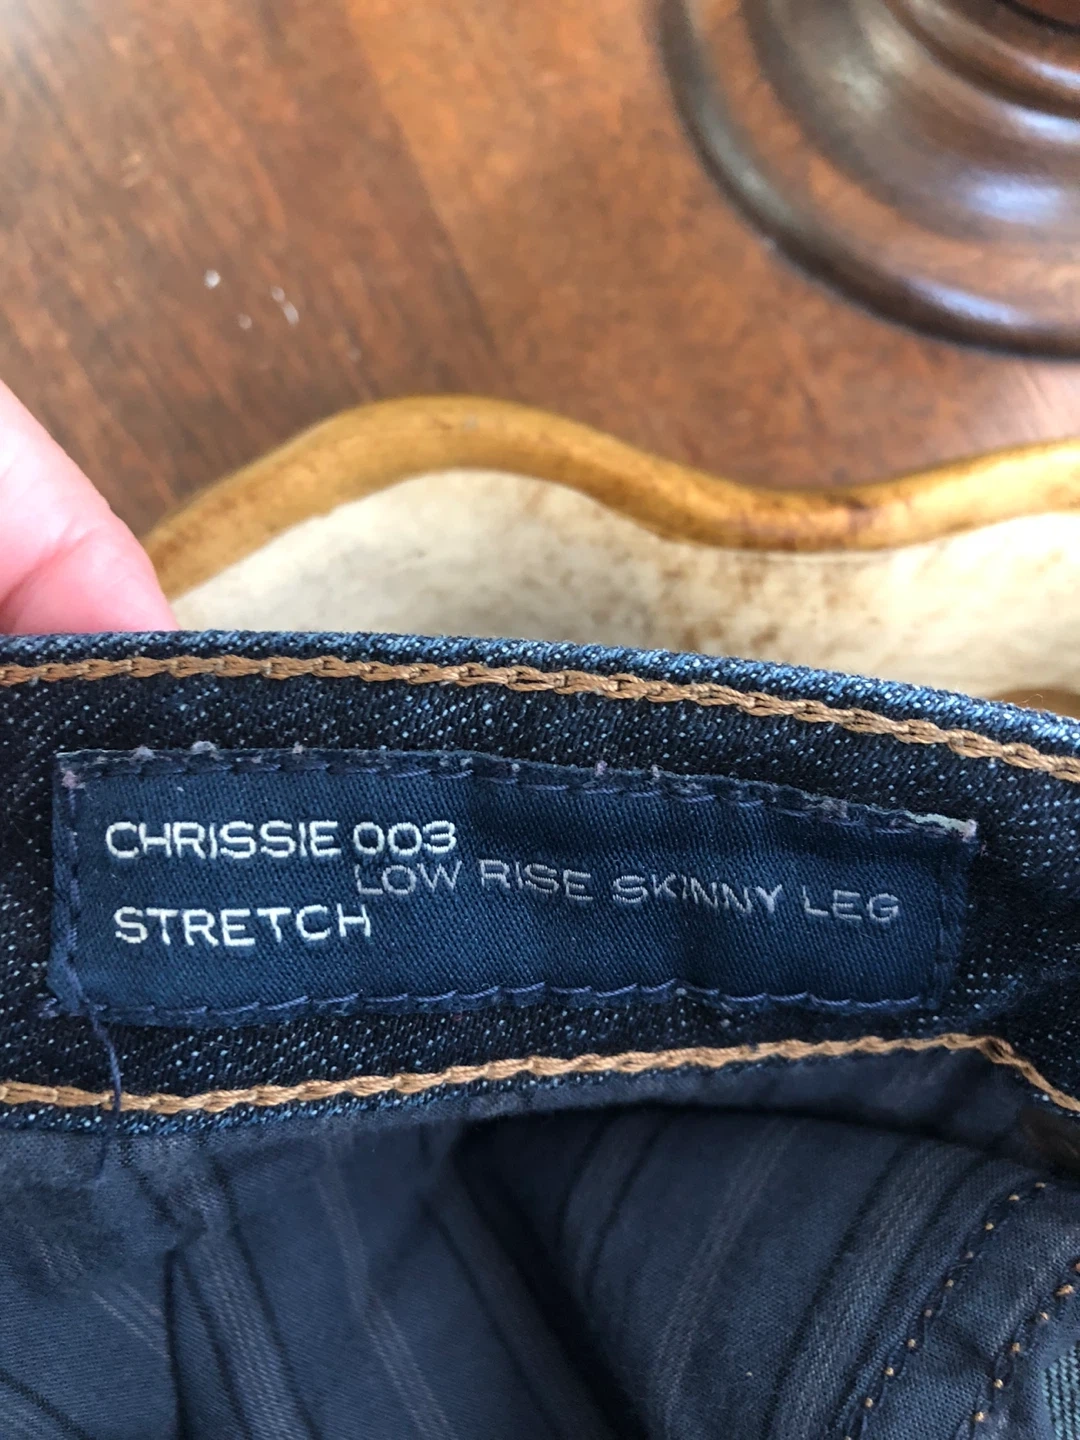 CHRISSIE 003
LOW RISE SKINNY LEG
STRETCH